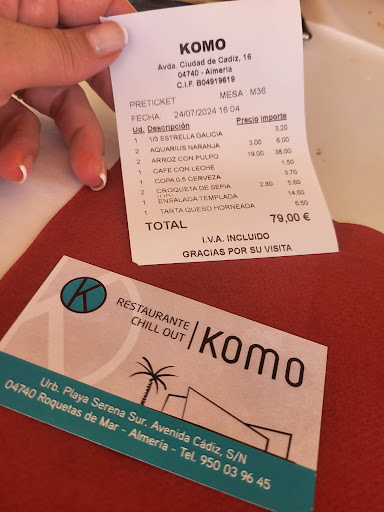 KOMO
Avda. Ciudad de Cadiz, 16
04740 - Almería
C.I.F. B04919619
PRETICKET MESA: M36
FECHA 24/07/2024 16:04
Ud. Descripción Precio Importe
1 1/3 ESTRELLA GALICIA 3,20
2 AQUARIUS NARANJA 3,00 6,00
2 ARROZ CON PULPO 19,00 38,00
1 CAFE CON LECHE 1,50
1 COPA 0,5 CERVEZA 3,70
2 CROQUETA DE SEPIA 2,80 5,60
1 ENSALADA TEMPLADA 14,50
1 TARTA QUESO HORNEADA 6,50
TOTAL 79,00 €
I.V.A. INCLUIDO
GRACIAS POR SU VISITA
K
RESTAURANTE
CHILL OUT
KOMO
Urb. Playa Serena Sur. Avenida Cádiz, S/N
04740 Roquetas de Mar - Almería - Tel. 950 03 96 45